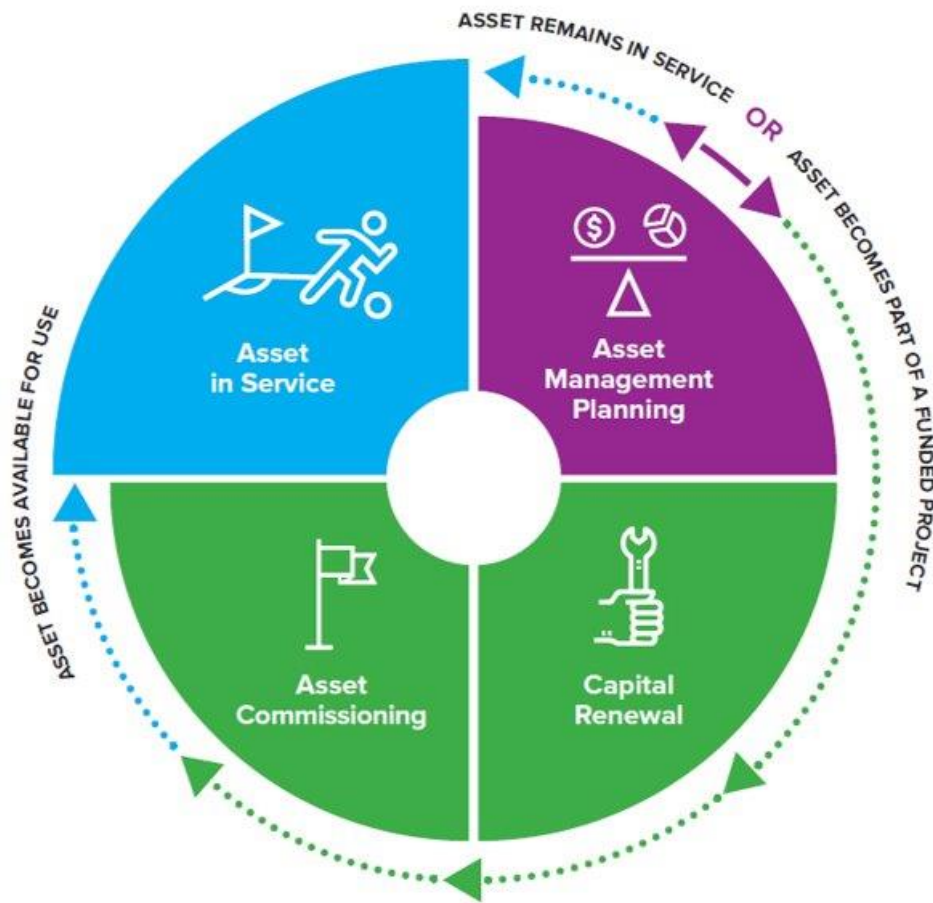 ASSET REMAINS IN SERVICE OR ASSET BECOMES PART OF A FUNDED PROJECT
$
Asset
in Service
Asset
Management
Planning
ASSET BECOMES AVAILABLE FOR USE
Asset
Commissioning
Capital
Renewal